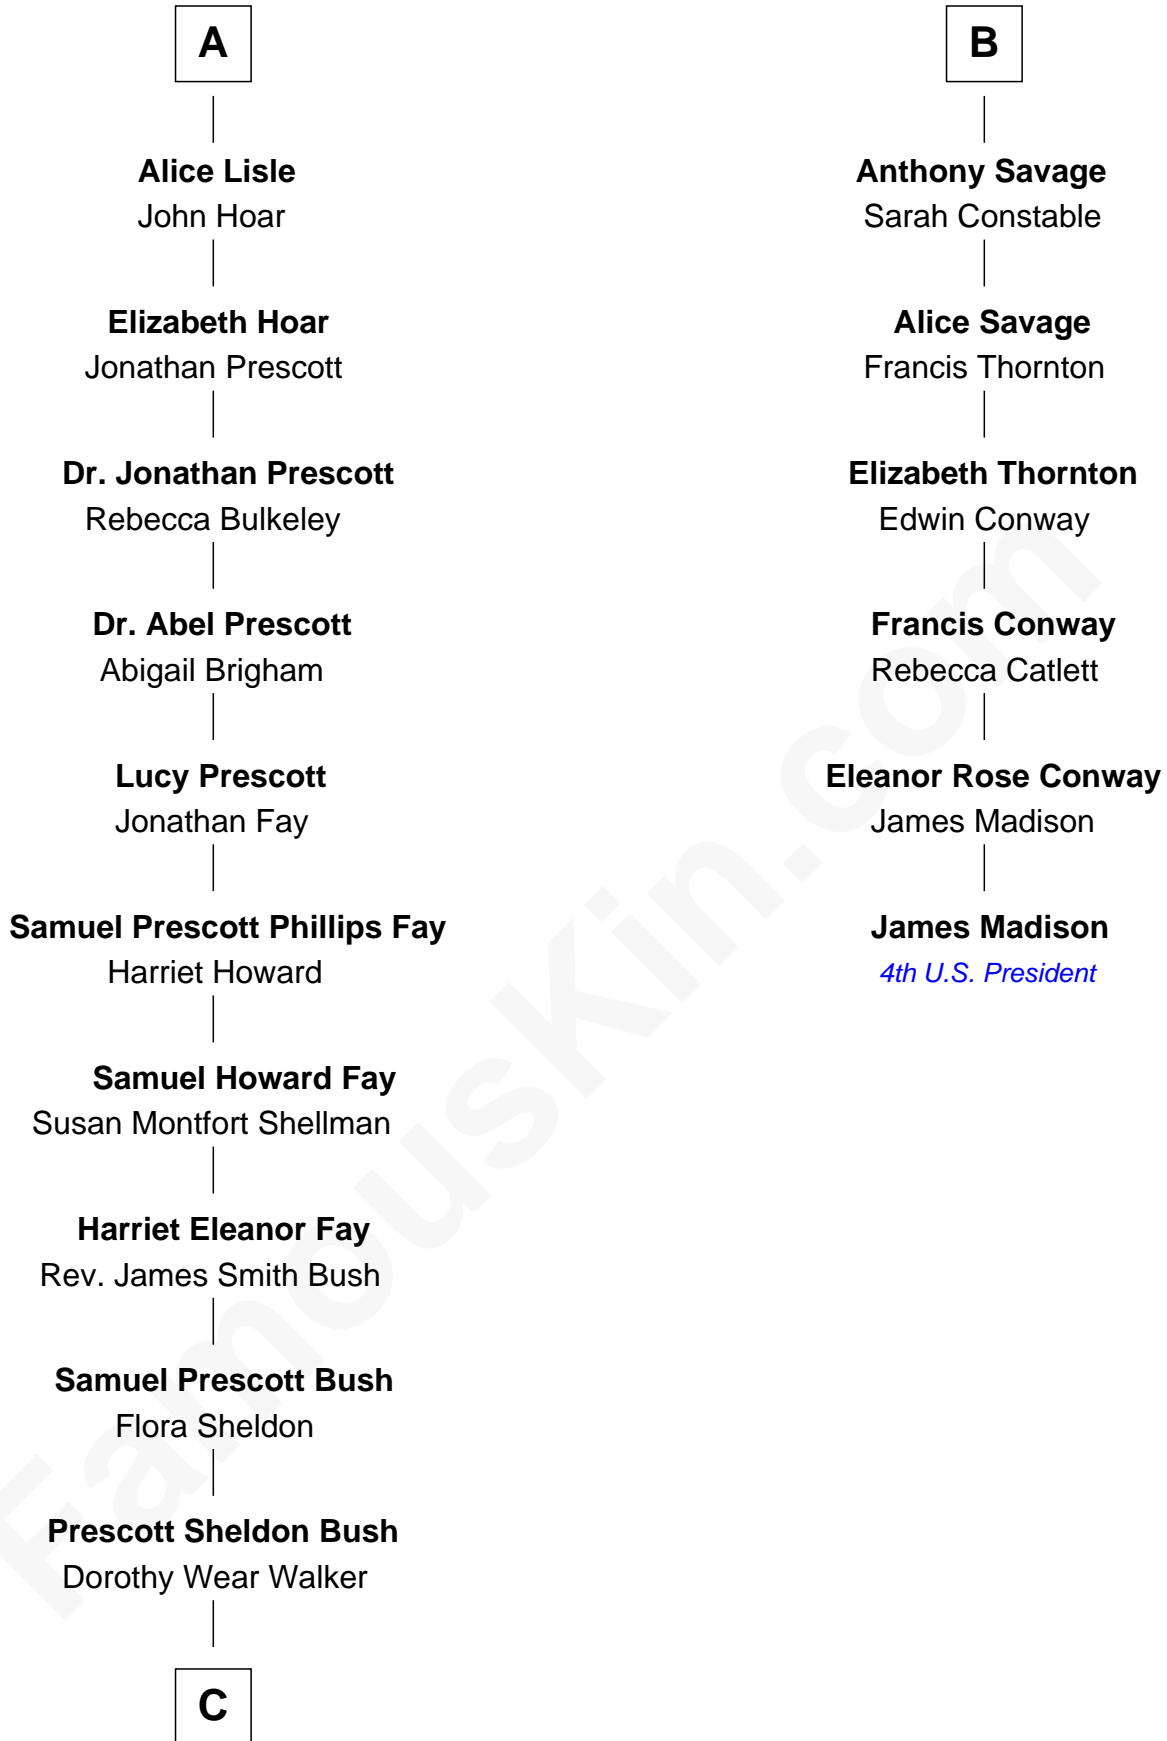 A
Alice Lisle
John Hoar
Elizabeth Hoar
Jonathan Prescott
Dr. Jonathan Prescott
Rebecca Bulkeley
Dr. Abel Prescott
Abigail Brigham
Lucy Prescott
Jonathan Fay
Samuel Prescott Phillips Fay
Harriet Howard
Samuel Howard Fay
Susan Montfort Shellman
Harriet Eleanor Fay
Rev. James Smith Bush
Samuel Prescott Bush
Flora Sheldon
Prescott Sheldon Bush
Dorothy Wear Walker
C
B
Anthony Savage
Sarah Constable
Alice Savage
Francis Thornton
Elizabeth Thornton
Edwin Conway
Francis Conway
Rebecca Catlett
Eleanor Rose Conway
James Madison
James Madison
4th U.S. President
FamousKin.com